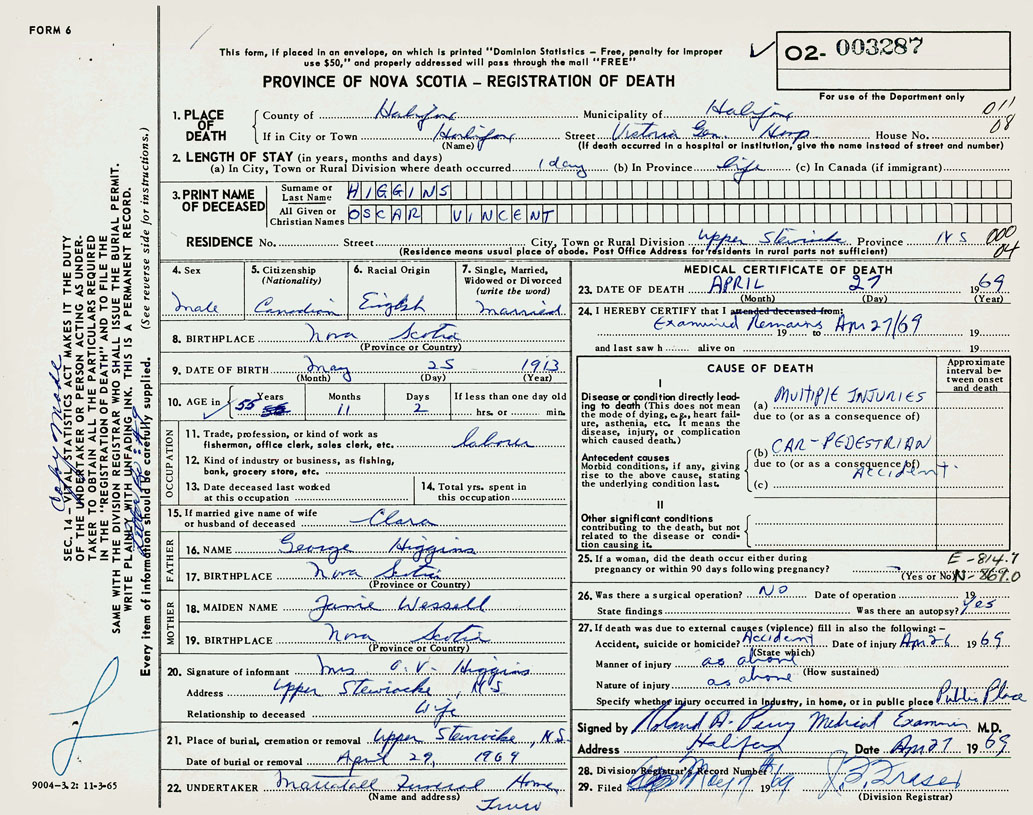 FORM 6
This form, if placed in an envelope, on which is printed "Dominion Statistics – Free, penalty for improper
use $50," and properly addressed will pass through the mail "FREE"
PROVINCE OF NOVA SCOTIA – REGISTRATION OF DEATH
02- 003287
For use of the Department only
011
08
1. PLACE OF DEATH
County of Halifax Municipality of Halifax
If in City or Town Halifax Street Victoria Gen. Hosp House No.
(Name) (If death occurred in a hospital or institution, give the name instead of street and number)
2. LENGTH OF STAY (in years, months and days)
(a) In City, Town or Rural Division where death occurred 1 day (b) In Province life (c) In Canada (if immigrant)
3. PRINT NAME OF DECEASED
Surname or Last Name HIGGINS
All Given or Christian Names OSCAR VINCENT
RESIDENCE No. Street City, Town or Rural Division Upper Stewiacke Province NS 000
04
(Residence means usual place of abode. Post Office Address for residents in rural parts not sufficient)
4. Sex
male
5. Citizenship
(Nationality)
Canadian
6. Racial Origin
English
7. Single, Married,
Widowed or Divorced
(write the word)
married
8. BIRTHPLACE Nova Scotia
(Province or Country)
9. DATE OF BIRTH May 25 1913
(Month) (Day) (Year)
10. AGE in 55 Years Months 11 Days 2 If less than one day old
hrs. or min.
OCCUPATION
11. Trade, profession, or kind of work as
fisherman, office clerk, sales clerk, etc. laborer
12. Kind of industry or business, as fishing,
bank, grocery store, etc.
13. Date deceased last worked
at this occupation
14. Total yrs. spent in
this occupation
15. If married give name of wife
or husband of deceased Clara
FATHER
16. NAME George Higgins
17. BIRTHPLACE Nova Scotia
(Province or Country)
MOTHER
18. MAIDEN NAME Janie Wessell
19. BIRTHPLACE Nova Scotia
(Province or Country)
20. Signature of informant Mrs. O. V. Higgins
Address Upper Stewiacke, NS
Relationship to deceased Wife
21. Place of burial, cremation or removal Upper Stewiacke, N.S.
Date of burial or removal April 29, 1969
22. UNDERTAKER Mattatall Funeral Home
(Name and address) Truro
MEDICAL CERTIFICATE OF DEATH
23. DATE OF DEATH APRIL 27 1969
(Month) (Day) (Year)
24. I HEREBY CERTIFY that I attended deceased from:
Examined Remains 19 to Apr 27/69 19
and last saw h alive on 19
CAUSE OF DEATH
Approximate
interval be-
tween onset
and death
I
Disease or condition directly lead-
ing to death (This does not mean
the mode of dying, e.g., heart fail-
ure, asthenia, etc. It means the
disease, injury, or complication
which caused death.)
(a) MULTIPLE INJURIES
due to (or as a consequence of)
Antecedent causes
Morbid conditions, if any, giving
rise to the above cause, stating
the underlying condition last.
(b) CAR-PEDESTRIAN
due to (or as a consequence of)
ACCIDENT.
(c)
II
Other significant conditions
contributing to the death, but not
related to the disease or condi-
tion causing it.
25. If a woman, did the death occur either during
pregnancy or within 90 days following pregnancy?
(Yes or No)
E-814.7
N-869.0
26. Was there a surgical operation? NO Date of operation 19
State findings Was there an autopsy? Yes
27. If death was due to external causes (violence) fill in also the following:–
Accident, suicide or homicide? Accident Date of injury Apr 26 1969
(State which)
Manner of injury as above
(How sustained)
Nature of injury as above
Specify whether injury occurred in Industry, in home, or in public place Public Place
Signed by Roland A. Perry Medical Examiner M.D.
Address Halifax Date Apr 27 1969
28. Division Registrar's Record Number
29. Filed May 1969 J. B. Fraser
(Division Registrar)
SEC. 14 – VITAL STATISTICS ACT MAKES IT THE DUTY
OF THE UNDERTAKER OR PERSON ACTING AS UNDER-
TAKER TO OBTAIN ALL THE PARTICULARS REQUIRED
IN THE "REGISTRATION OF DEATH" AND TO FILE THE
SAME WITH THE DIVISION REGISTRAR WHO SHALL ISSUE THE BURIAL PERMIT.
WRITE PLAINLY WITH UNFADING INK. THIS IS A PERMANENT RECORD.
Every item of information should be carefully supplied. (See reverse side for instructions.)
Copy made
9004-3.2: 11-3-65